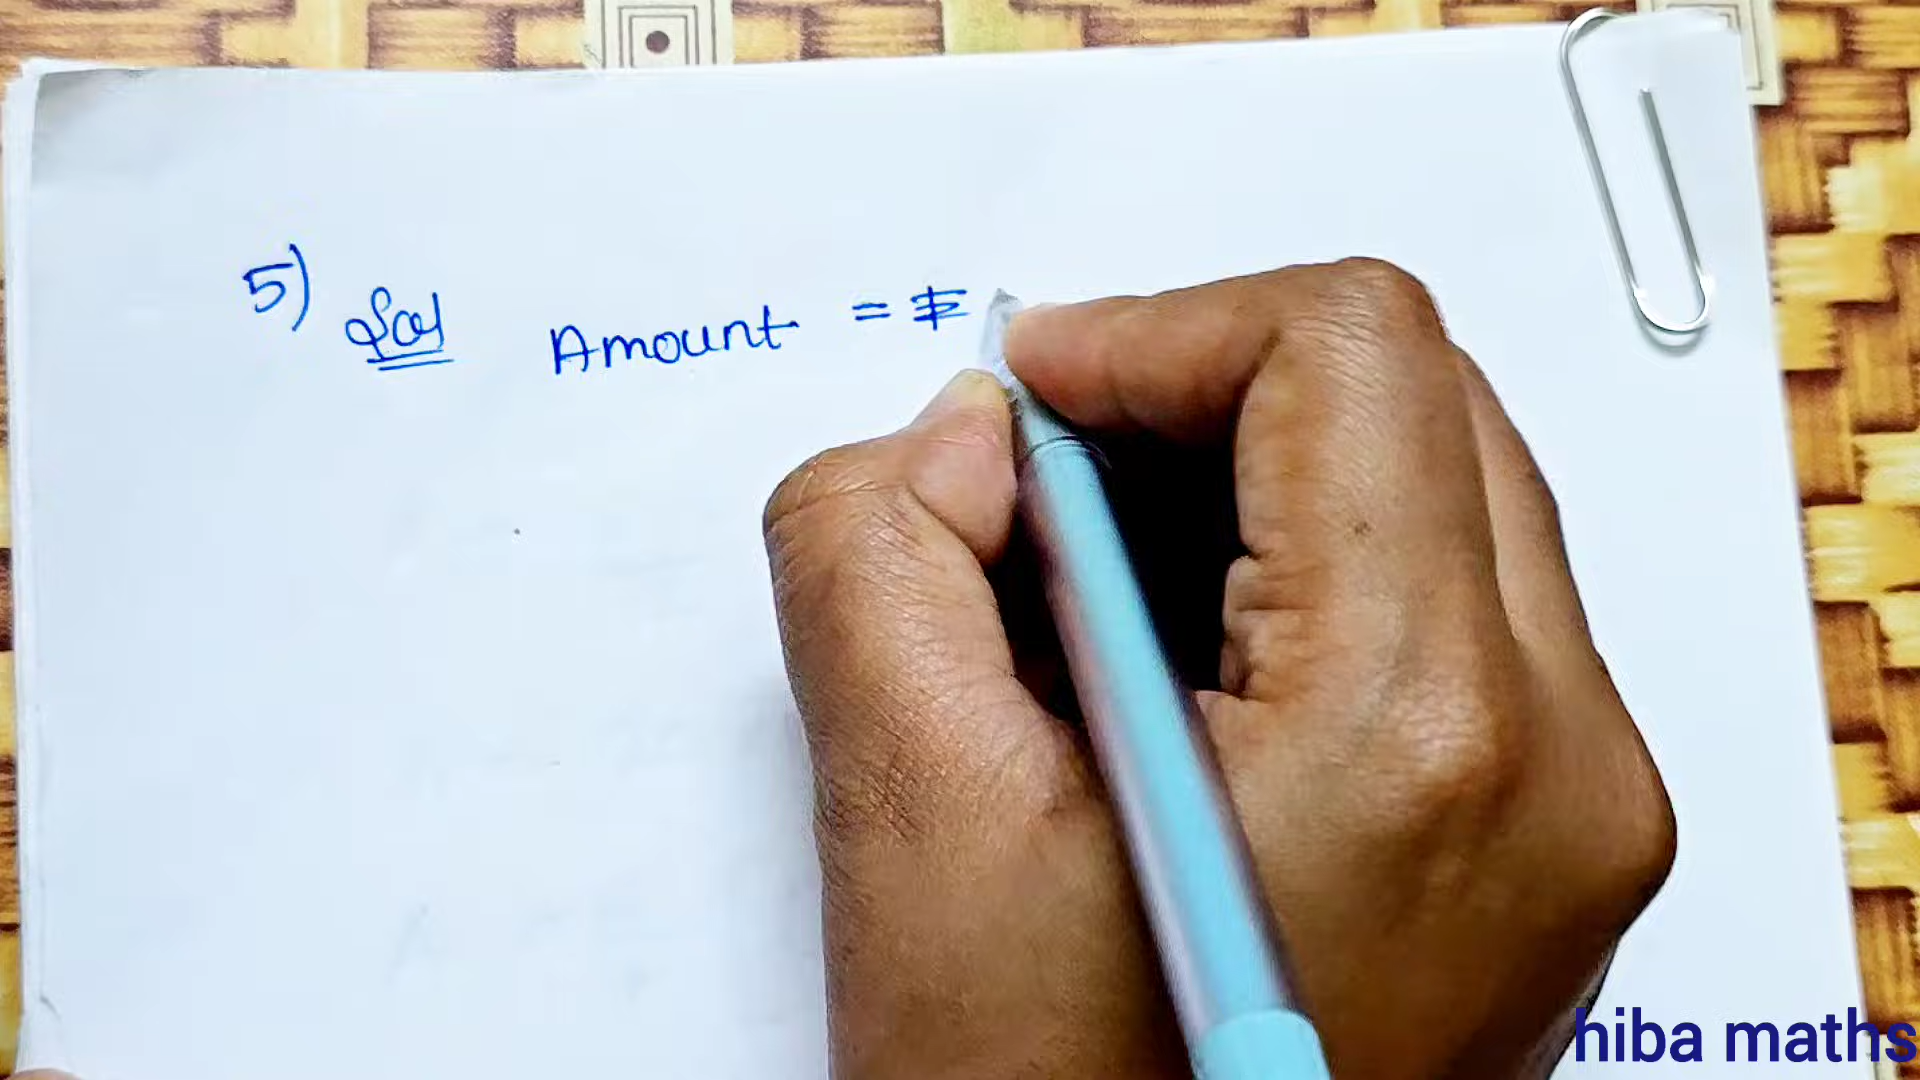 5) Sol Amount = ₹
hiba maths